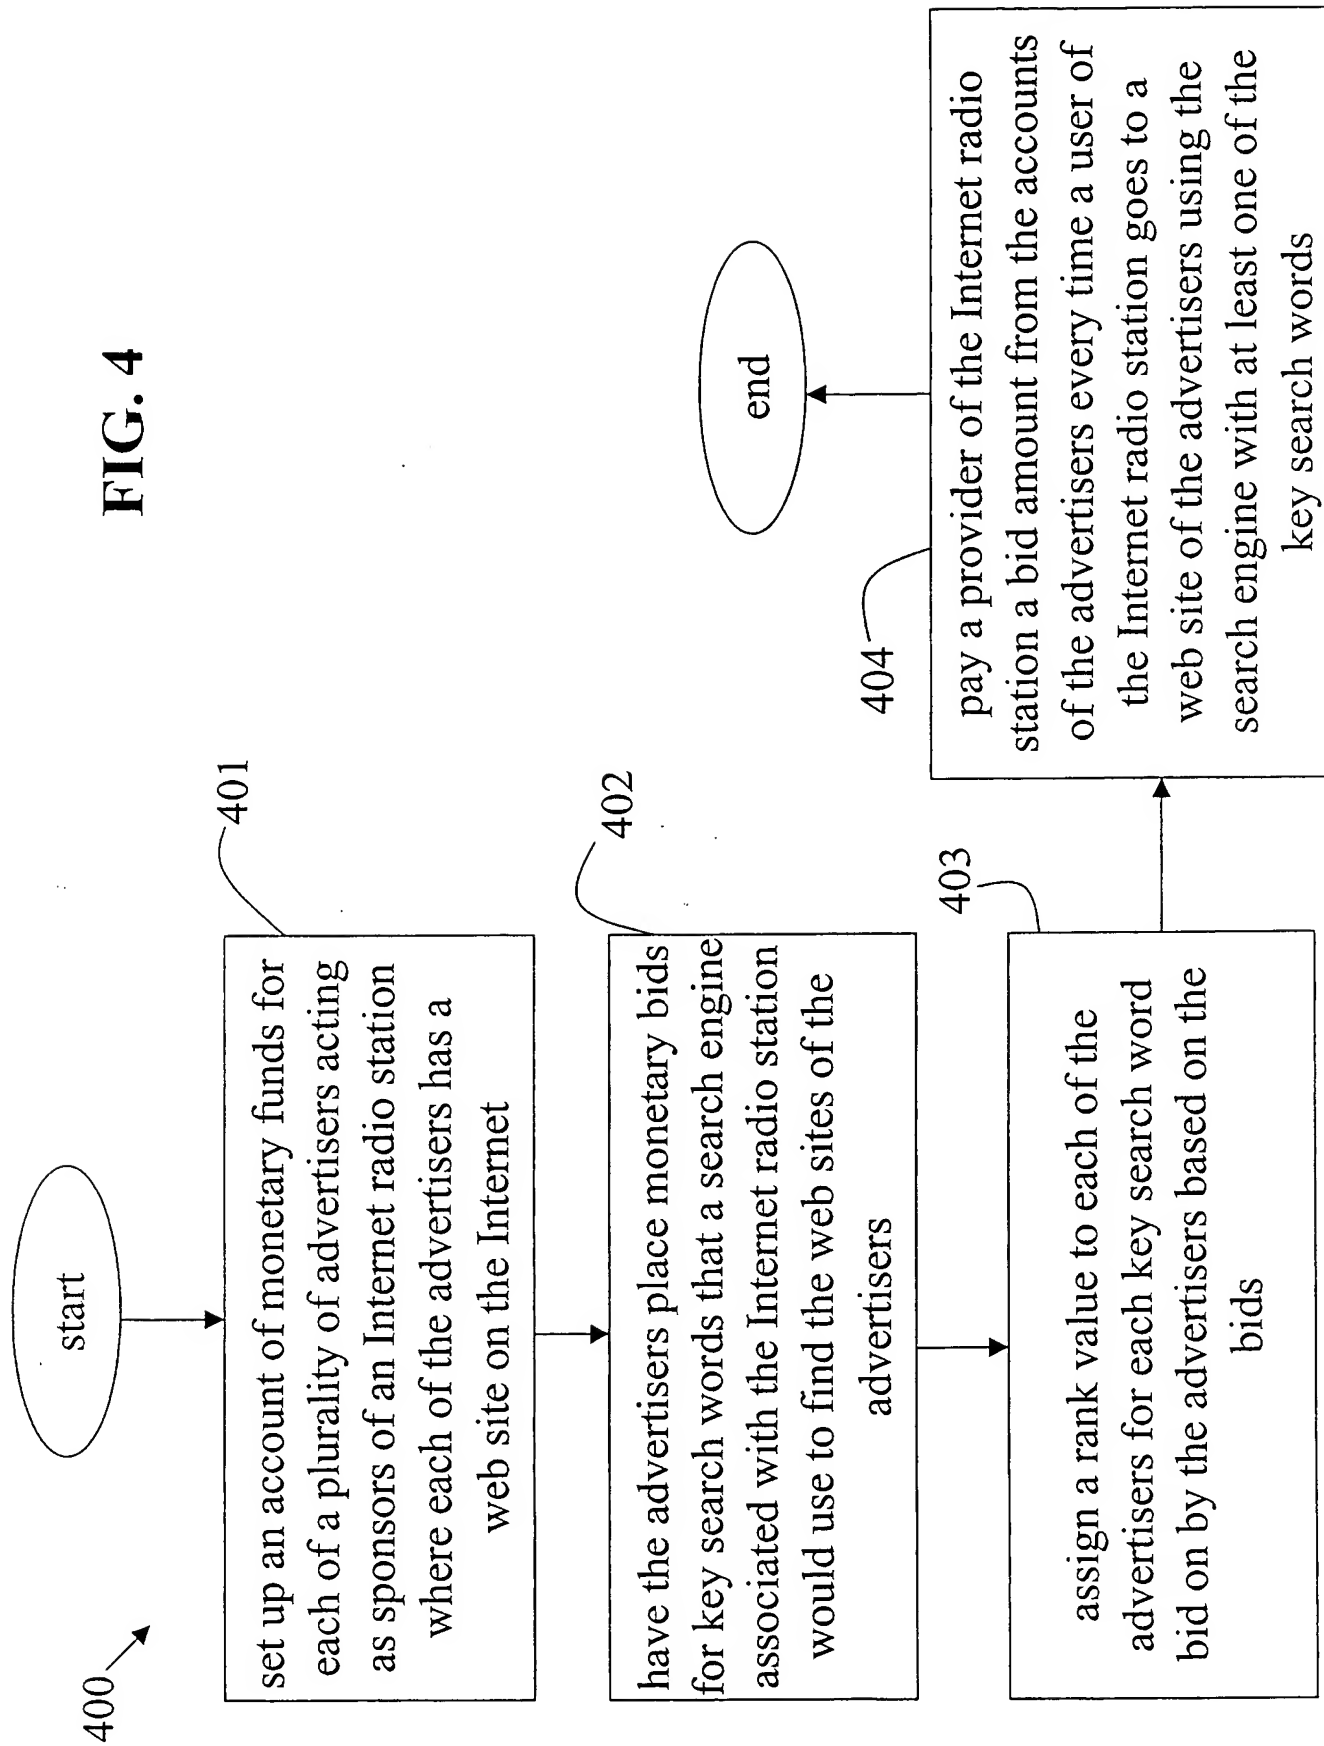 FIG. 4
400
start
401
set up an account of monetary funds for
each of a plurality of advertisers acting
as sponsors of an Internet radio station
where each of the advertisers has a
web site on the Internet
402
have the advertisers place monetary bids
for key search words that a search engine
associated with the Internet radio station
would use to find the web sites of the
advertisers
403
assign a rank value to each of the
advertisers for each key search word
bid on by the advertisers based on the
bids
404
pay a provider of the Internet radio
station a bid amount from the accounts
of the advertisers every time a user of
the Internet radio station goes to a
web site of the advertisers using the
search engine with at least one of the
key search words
end